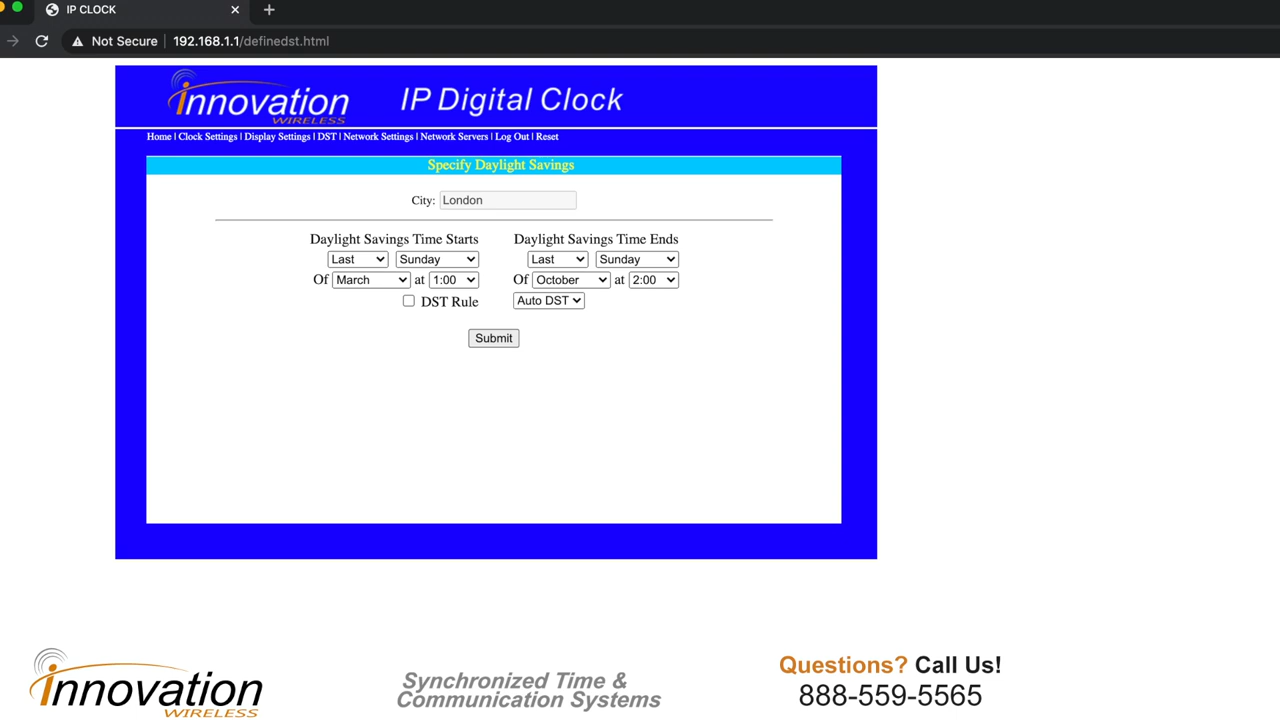 IP CLOCK
Not Secure 192.168.1.1/definedst.html
innovation
WIRELESS
IP Digital Clock
Home | Clock Settings | Display Settings | DST | Network Settings | Network Servers | Log Out | Reset
Specify Daylight Savings
City: London
Daylight Savings Time Starts Daylight Savings Time Ends
Last Sunday Last Sunday
Of March at 1:00 Of October at 2:00
DST Rule Auto DST
Submit
innovation
WIRELESS
Synchronized Time &
Communication Systems
Questions? Call Us!
888-559-5565